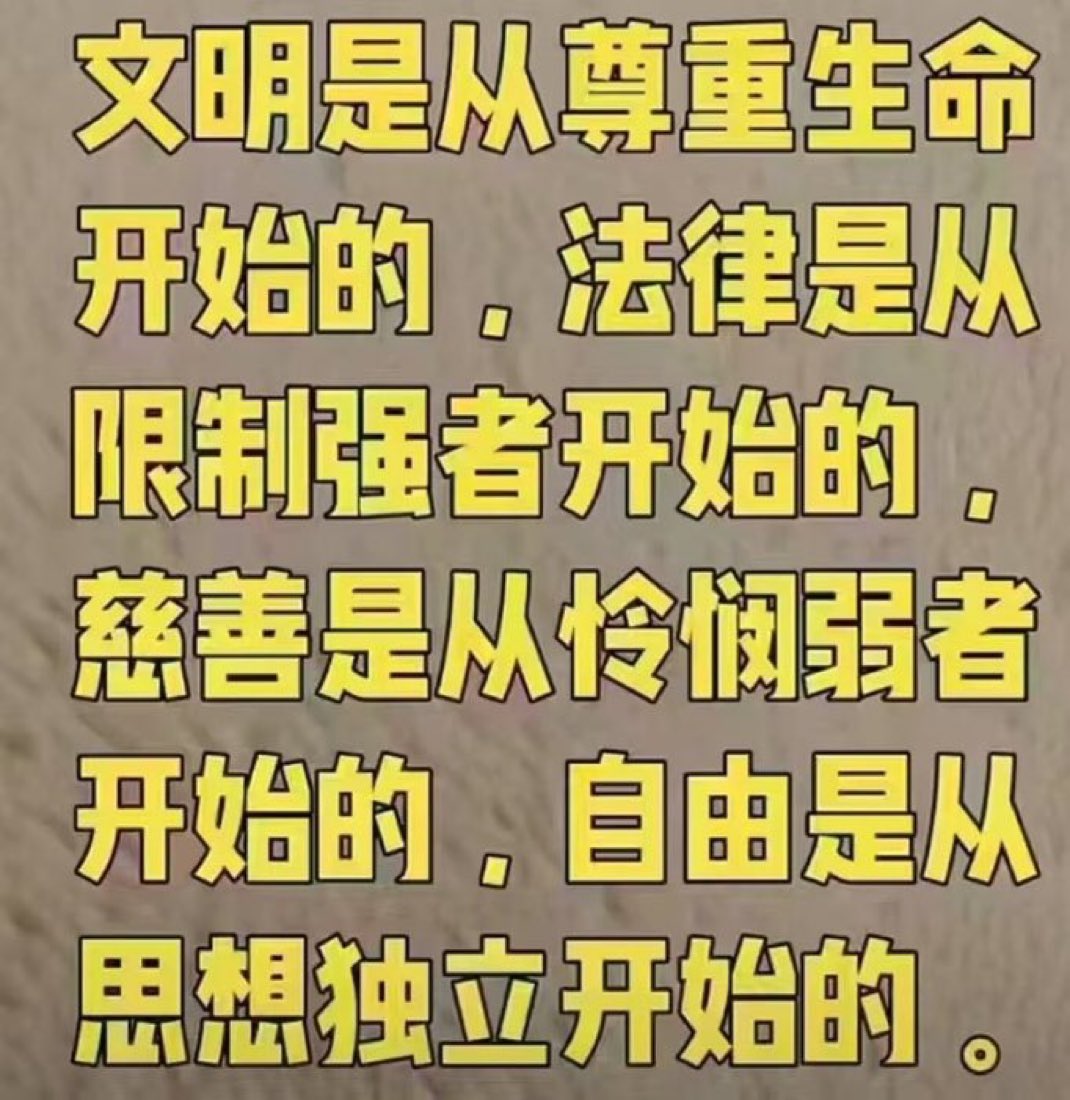 文明是从尊重生命
开始的，法律是从
限制强者开始的，
慈善是从怜悯弱者
开始的，自由是从
思想独立开始的。